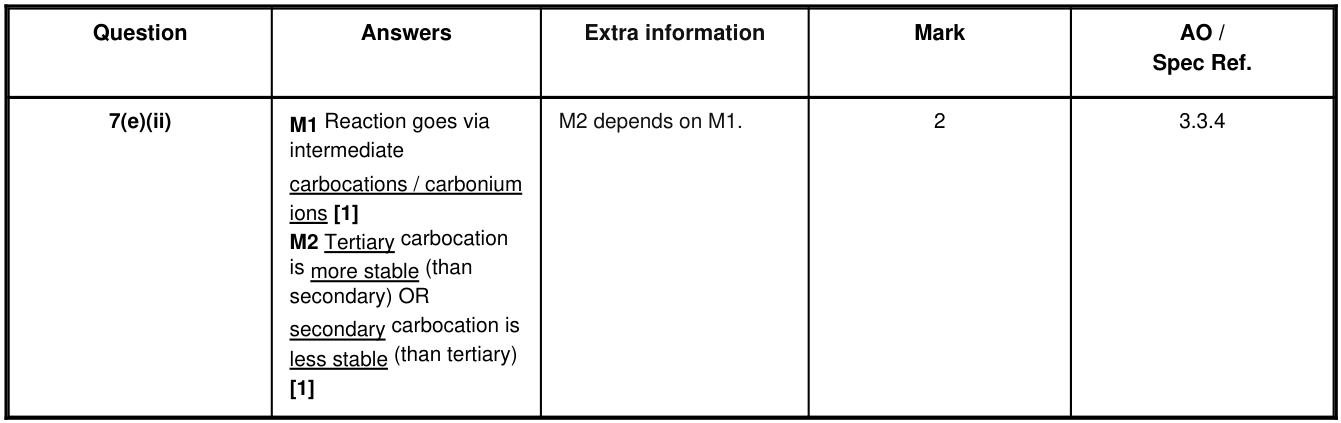 Question Answers Extra information Mark AO /
Spec Ref.
7(e)(ii) M1 Reaction goes via M2 depends on M1. 2 3.3.4
intermediate
carbocations / carbonium
ions [1]
M2 Tertiary carbocation
is more stable (than
secondary) OR
secondary carbocation is
less stable (than tertiary)
[1]